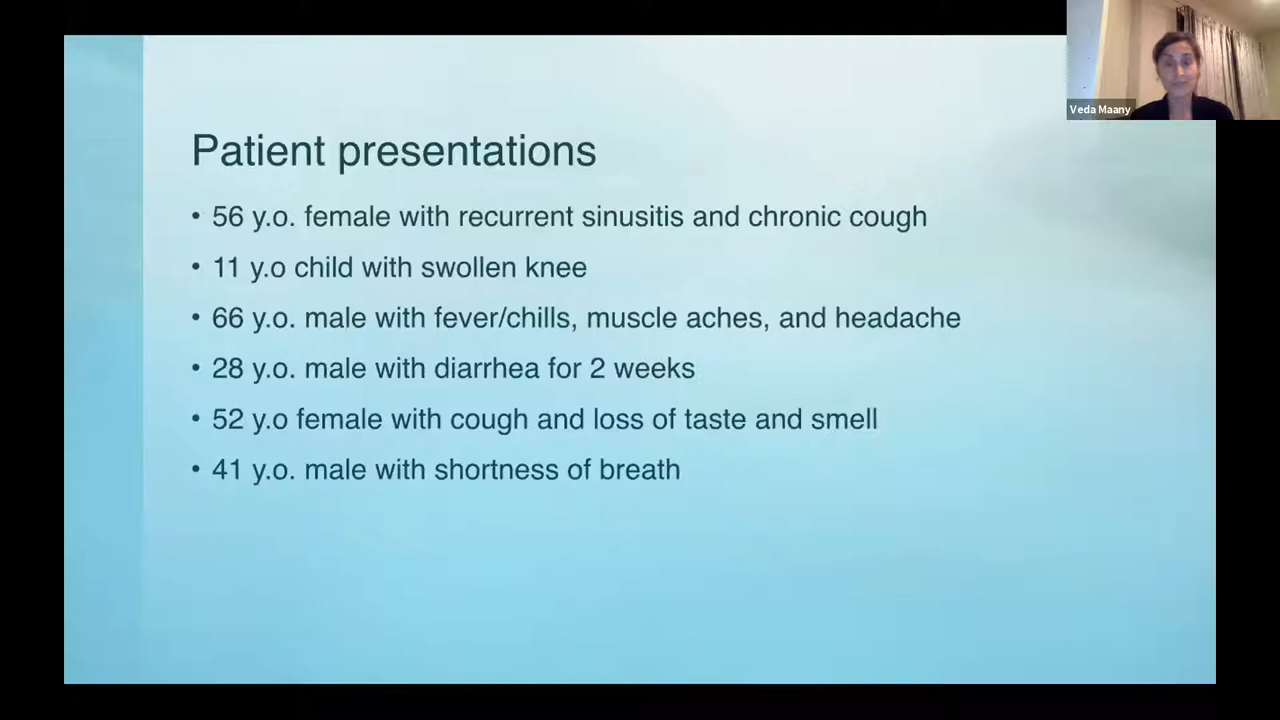 Veda Maany
Patient presentations
• 56 y.o. female with recurrent sinusitis and chronic cough
• 11 y.o child with swollen knee
• 66 y.o. male with fever/chills, muscle aches, and headache
• 28 y.o. male with diarrhea for 2 weeks
• 52 y.o female with cough and loss of taste and smell
• 41 y.o. male with shortness of breath